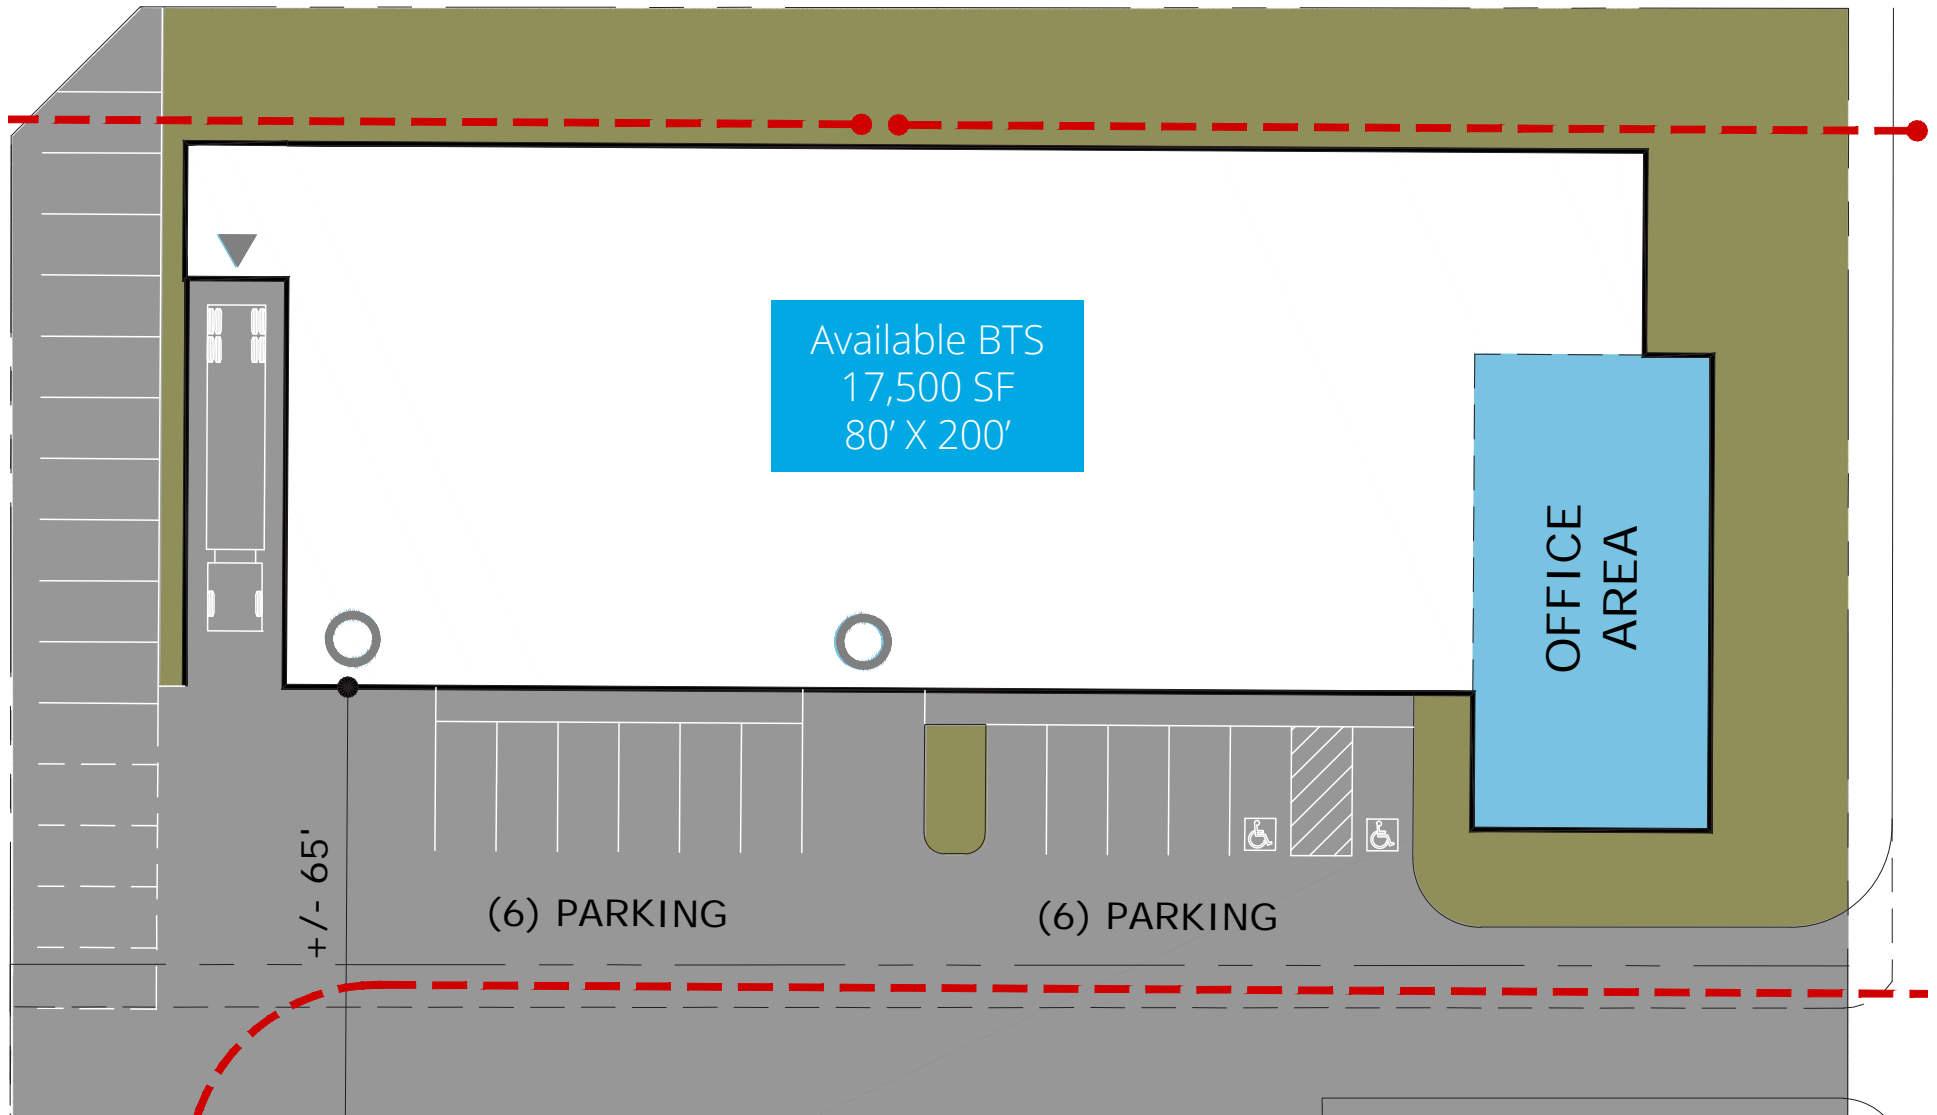 Available BTS
17,500 SF
80’ X 200’
OFFICE
AREA
+/- 65'
(6) PARKING
(6) PARKING